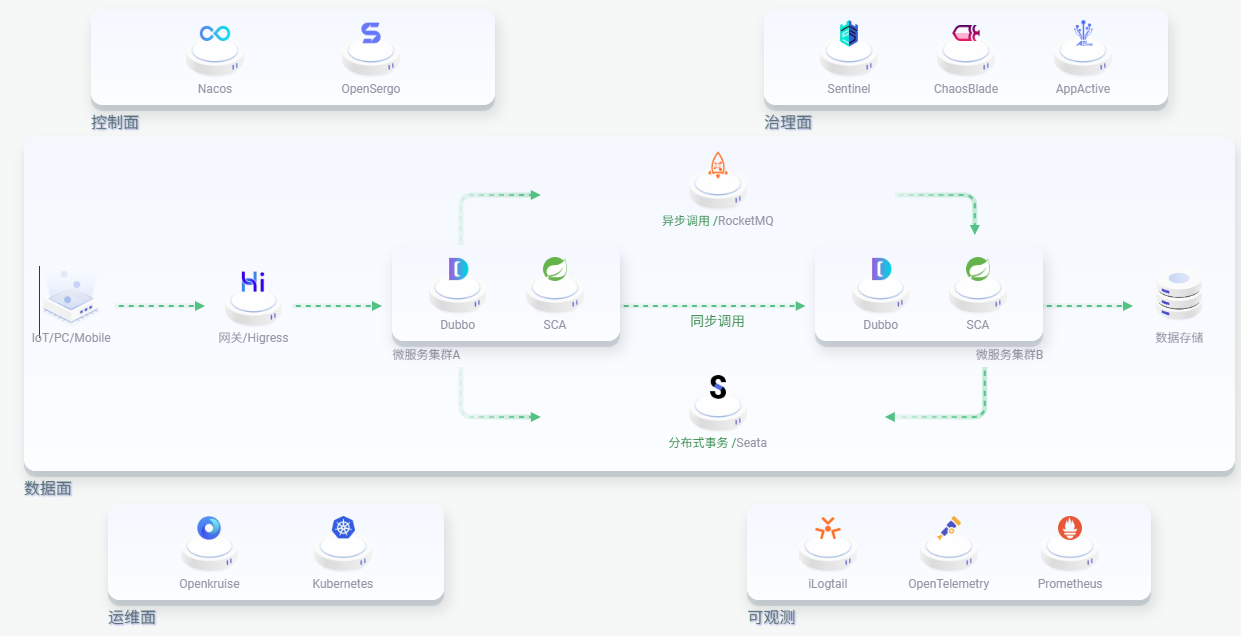 Nacos
OpenSergo
控制面
Sentinel
ChaosBlade
AppActive
治理面
异步调用 /RocketMQ
IoT/PC/Mobile
Hi
网关/Higress
Dubbo
SCA
微服务集群A
同步调用
Dubbo
SCA
微服务集群B
数据存储
S
分布式事务 /Seata
数据面
Openkruise
Kubernetes
运维面
iLogtail
OpenTelemetry
Prometheus
可观测